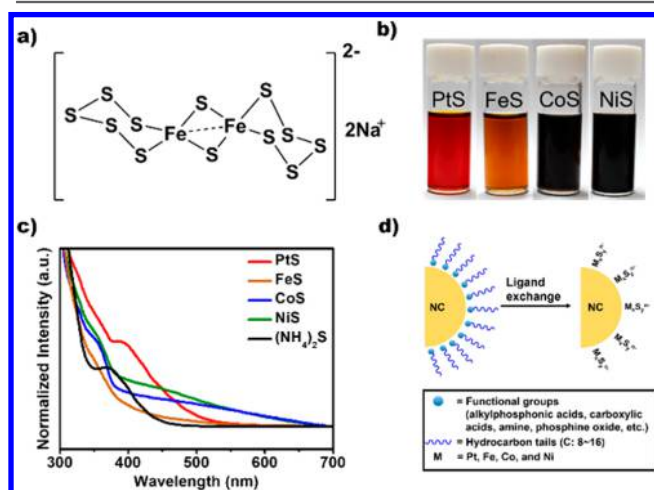 a)
2-
S S S
S S S S S
Fe Fe
2Na+
S S S S
b)
PtS FeS CoS NiS
c)
Normalized Intensity (a.u.)
PtS
FeS
CoS
NiS
(NH4)2S
300 400 500 600 700
Wavelength (nm)
d)
NC
Ligand
exchange
NC
MxSyn-
MxSyn-
MxSyn-
MxSyn-
MxSyn-
= Functional groups
(alkylphosphonic acids, carboxylic
acids, amine, phosphine oxide, etc.)
= Hydrocarbon tails (C: 8~16)
M = Pt, Fe, Co, and Ni